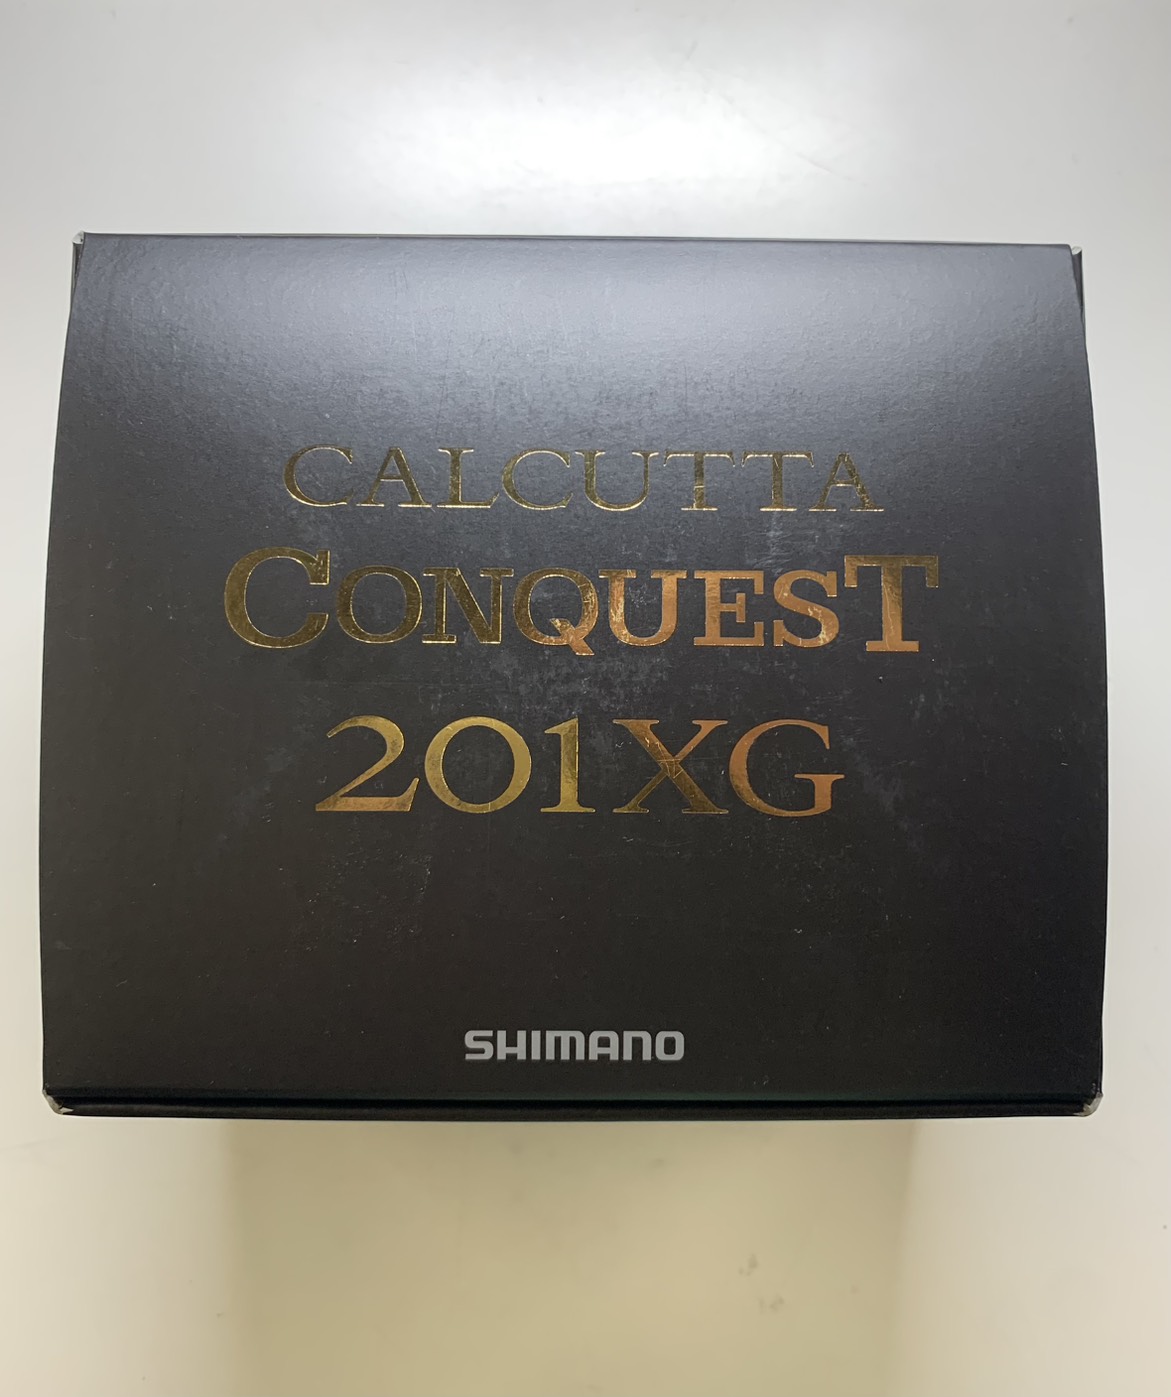 CALCUTTA
CONQUEST
201XG
SHIMANO